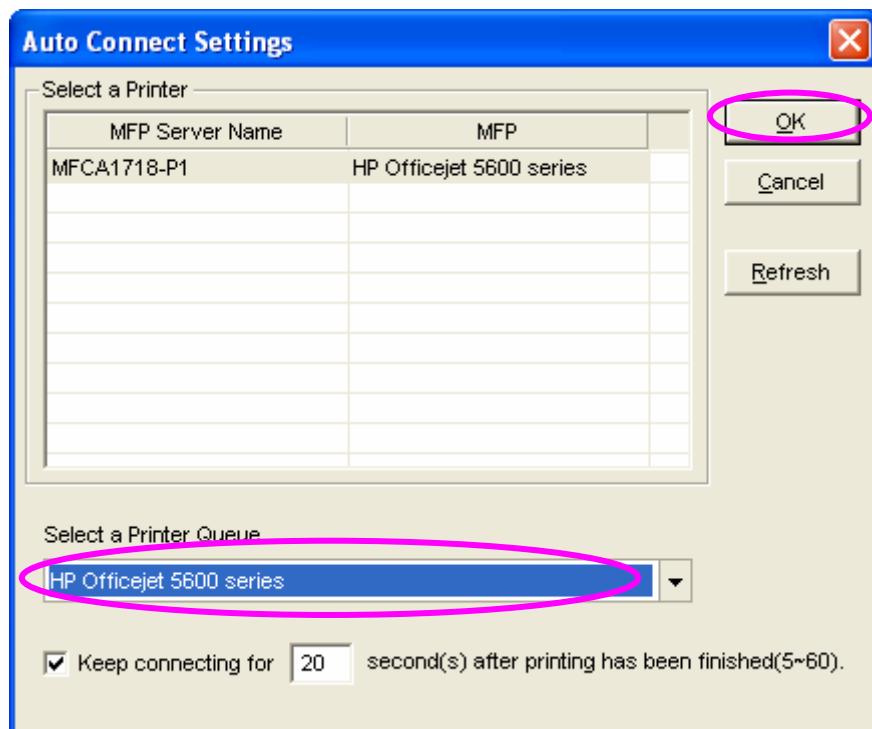 Auto Connect Settings
Select a Printer
MFP Server Name MFP
MFCA1718-P1 HP Officejet 5600 series
OK
Cancel
Refresh
Select a Printer Queue
HP Officejet 5600 series
Keep connecting for 20 second(s) after printing has been finished(5~60).